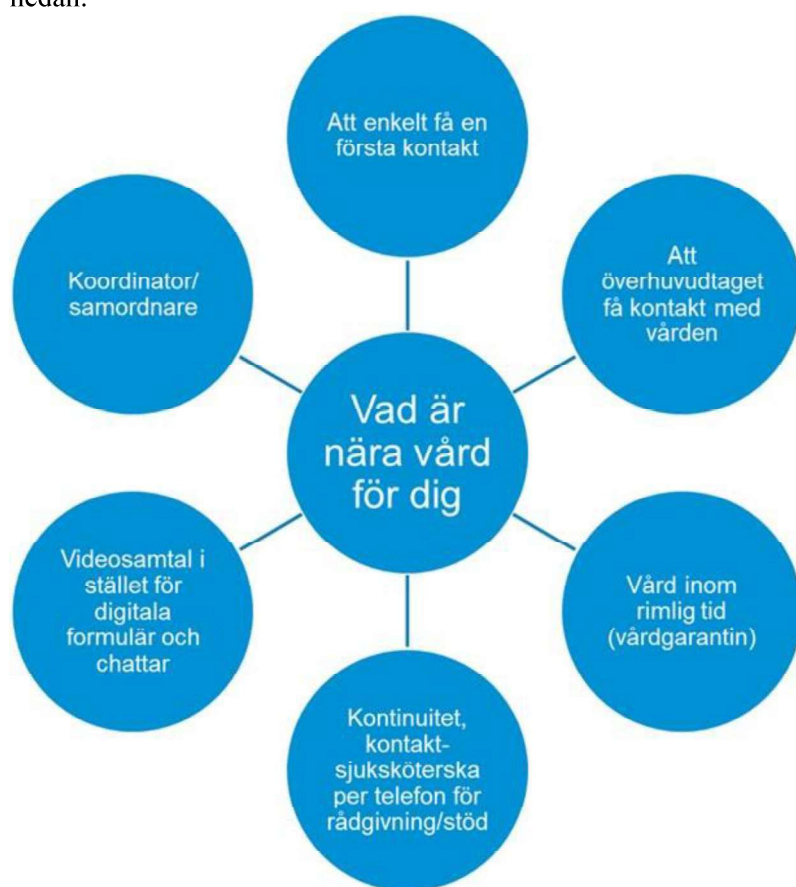 nedan.
Att enkelt få en
första kontakt
Att
överhuvudtaget
få kontakt med
vården
Koordinator/
samordnare
Vad är
nära vård
för dig
Videosamtal i
stället för
digitala
formulär och
chattar
Vård inom
rimlig tid
(vårdgarantin)
Kontinuitet,
kontakt-
sjuksköterska
per telefon för
rådgivning/stöd